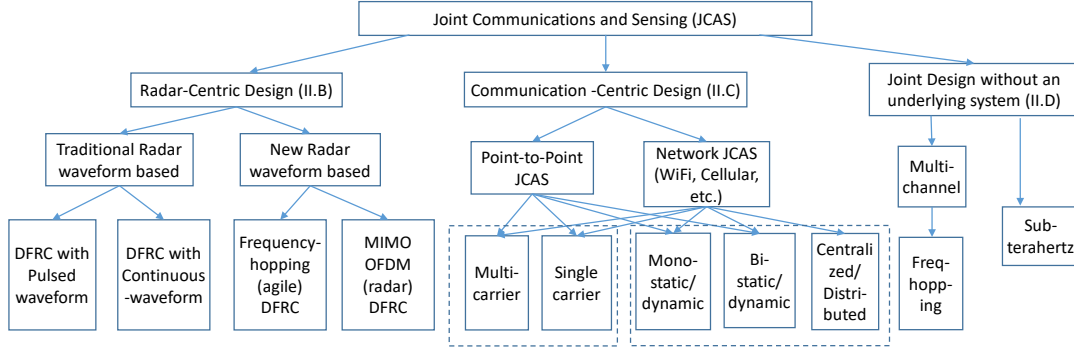 Joint Communications and Sensing (JCAS)
Radar-Centric Design (II.B)
Communication -Centric Design (II.C)
Joint Design without an
underlying system (II.D)
Traditional Radar
waveform based
New Radar
waveform based
Point-to-Point
JCAS
Network JCAS
(WiFi, Cellular,
etc.)
Multi-
channel
Sub-
terahertz
DFRC with
Pulsed
waveform
DFRC with
Continuous
-waveform
Frequency-
hopping
(agile)
DFRC
MIMO
OFDM
(radar)
DFRC
Multi-
carrier
Single
carrier
Mono-
static/
dynamic
Bi-
static/
dynamic
Centrali
zed/
Distrib
uted
Freq-
hopp
ing